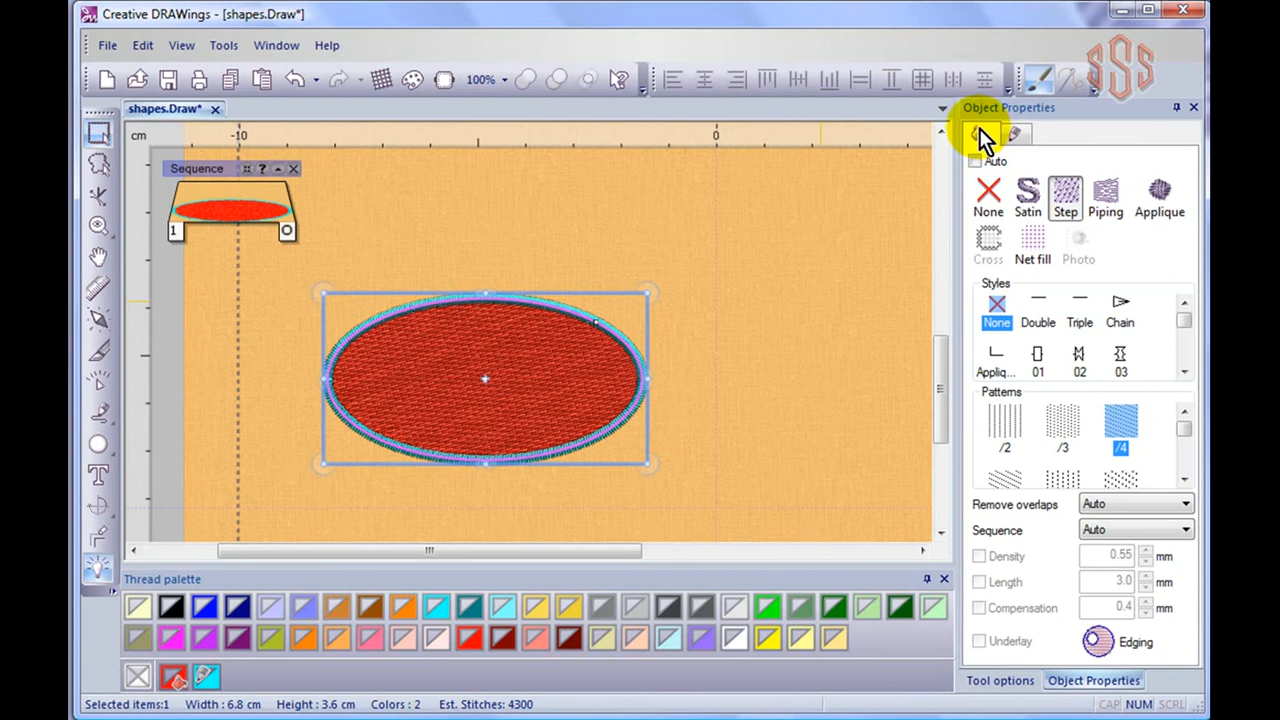 Creative DRAWings - [shapes.Draw*]
File Edit View Tools Window Help
100%
SSS
shapes.Draw*
Object Properties
cm -10 0
Sequence ?
1
Auto
None Satin Step Piping Applique
Cross Net fill Photo
Styles
None Double Triple Chain
Appliq... 01 02 03
Patterns
/2 /3 /4
Remove overlaps Auto
Sequence Auto
Density 0.55 mm
Length 3.0 mm
Compensation 0.4 mm
Underlay Edging
Thread palette
Tool options Object Properties
Selected items:1 Width : 6.8 cm Height : 3.6 cm Colors : 2 Est. Stitches: 4300 CAP NUM SCRL